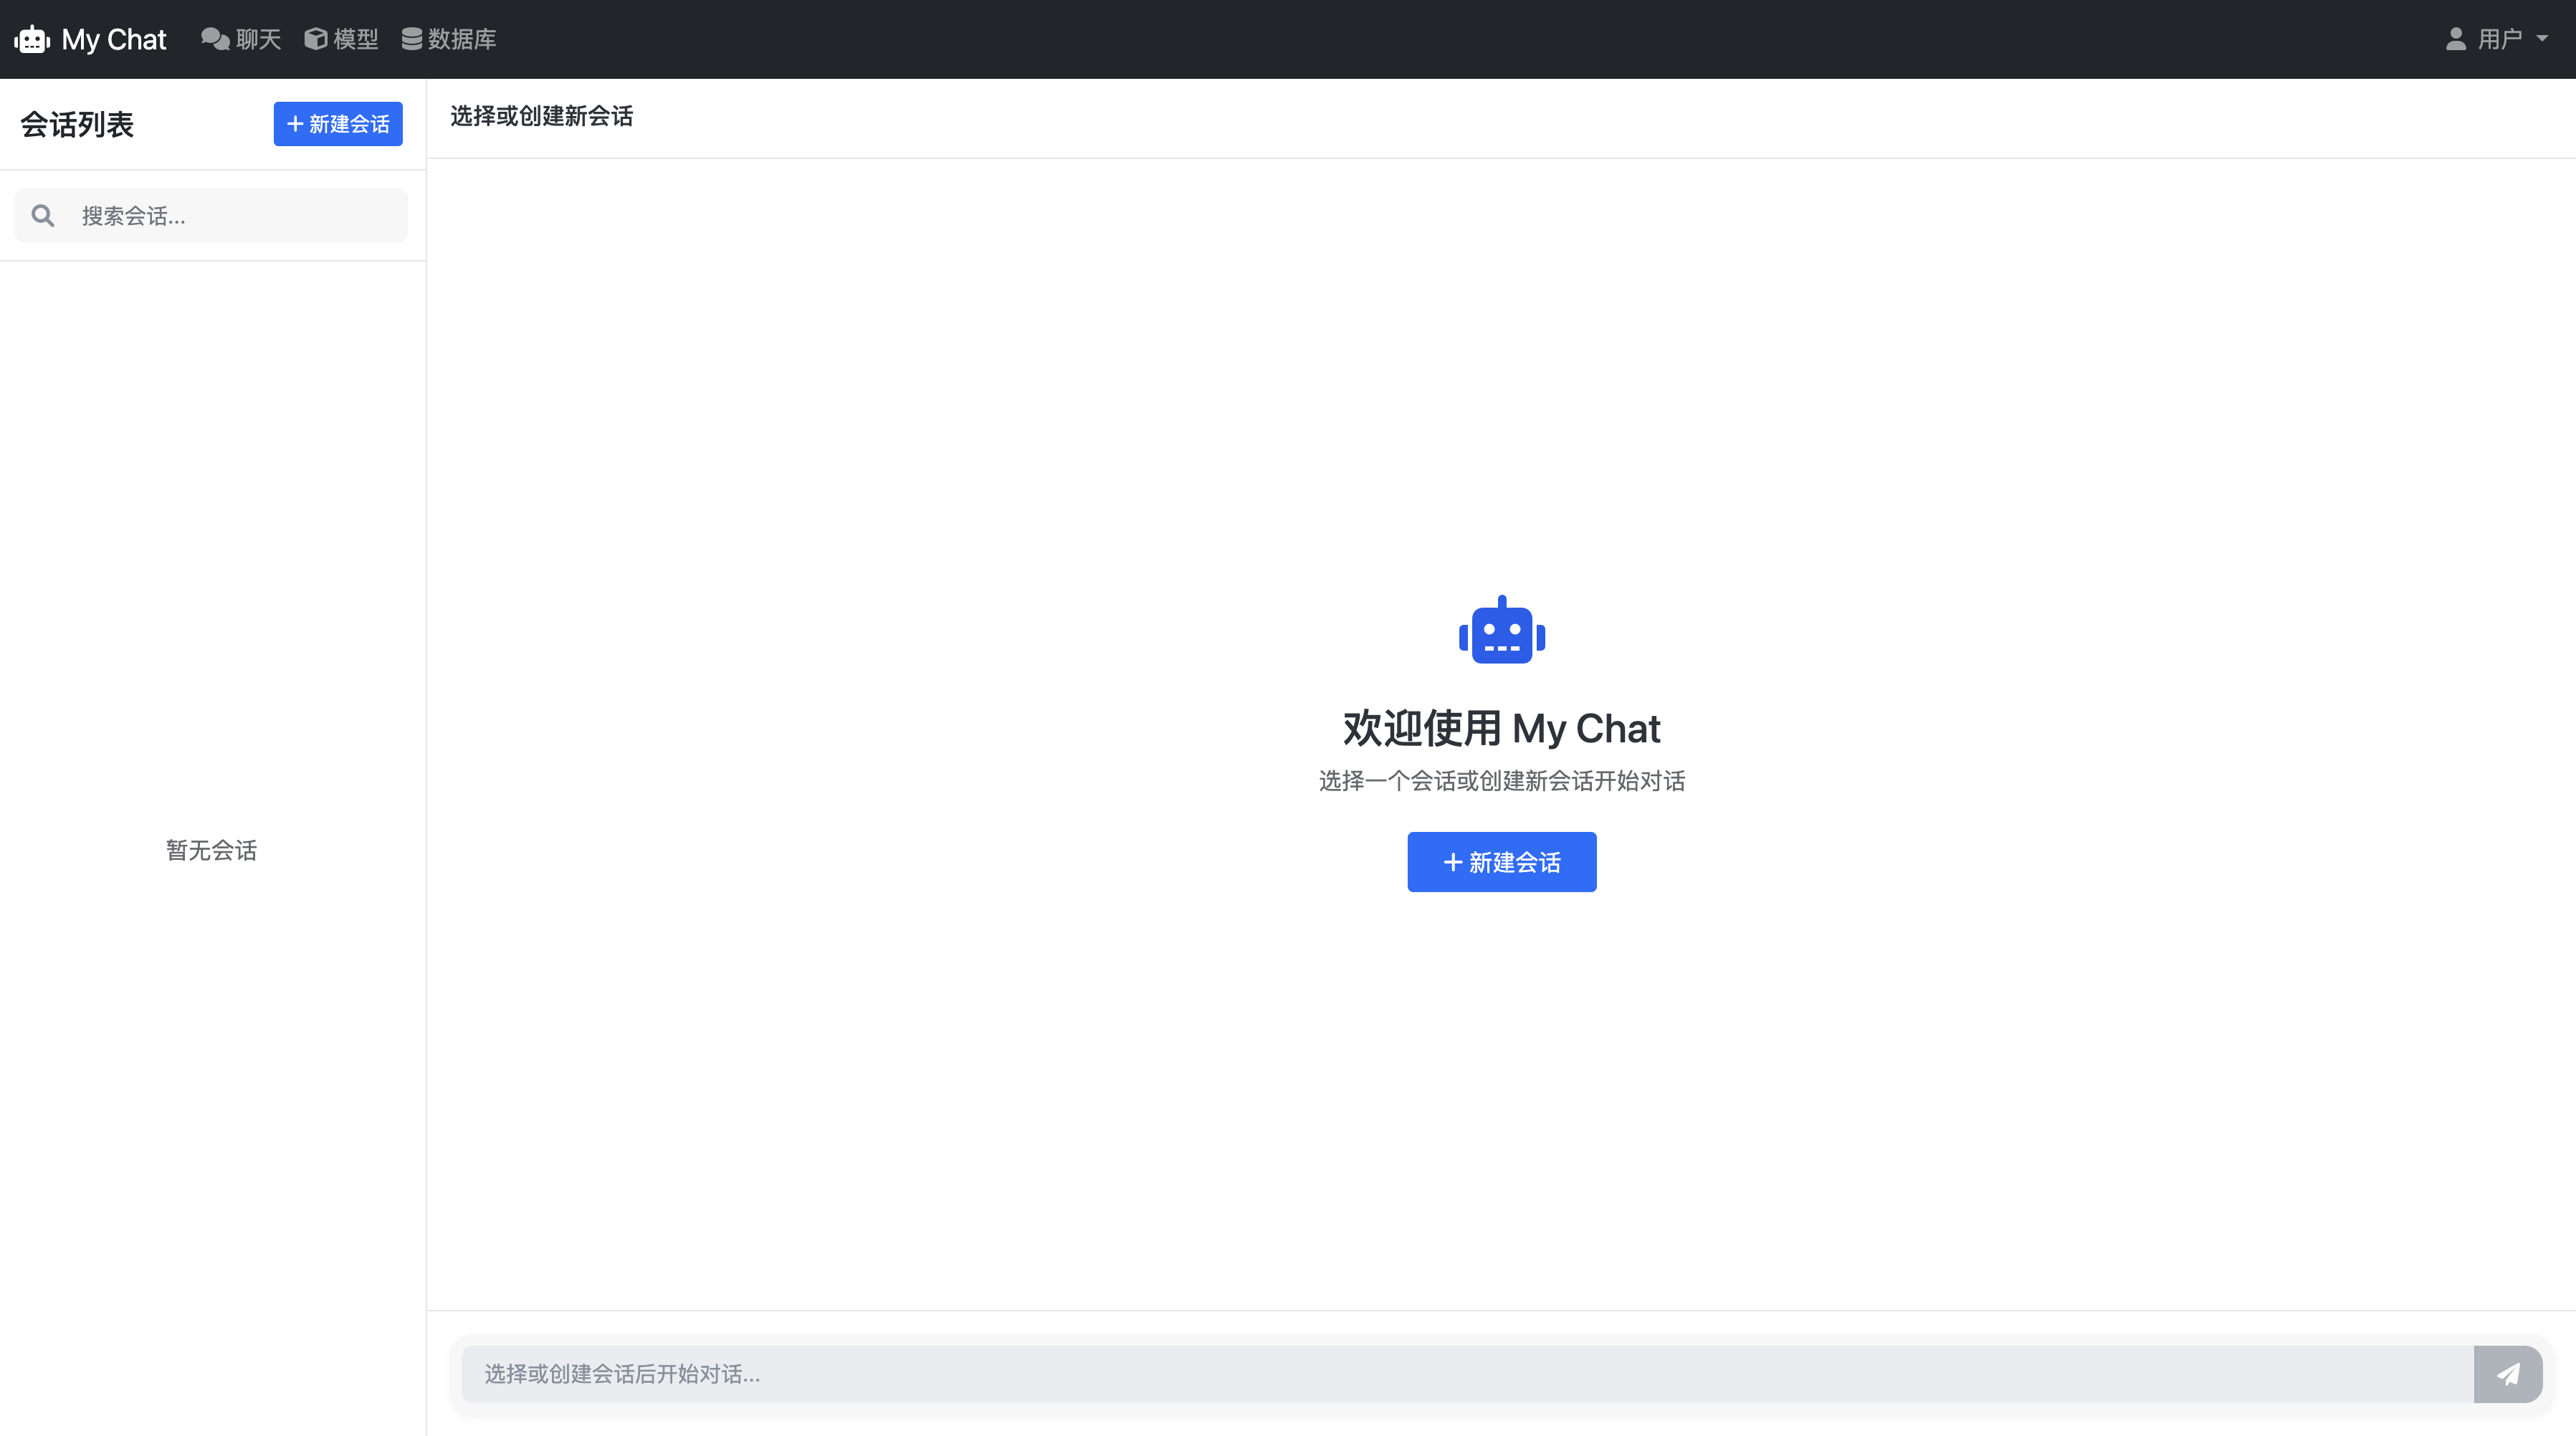 My Chat 聊天 模型 数据库 用户
会话列表 新建会话
搜索会话...
暂无会话
选择或创建新会话
欢迎使用 My Chat
选择一个会话或创建新会话开始对话
新建会话
选择或创建会话后开始对话...